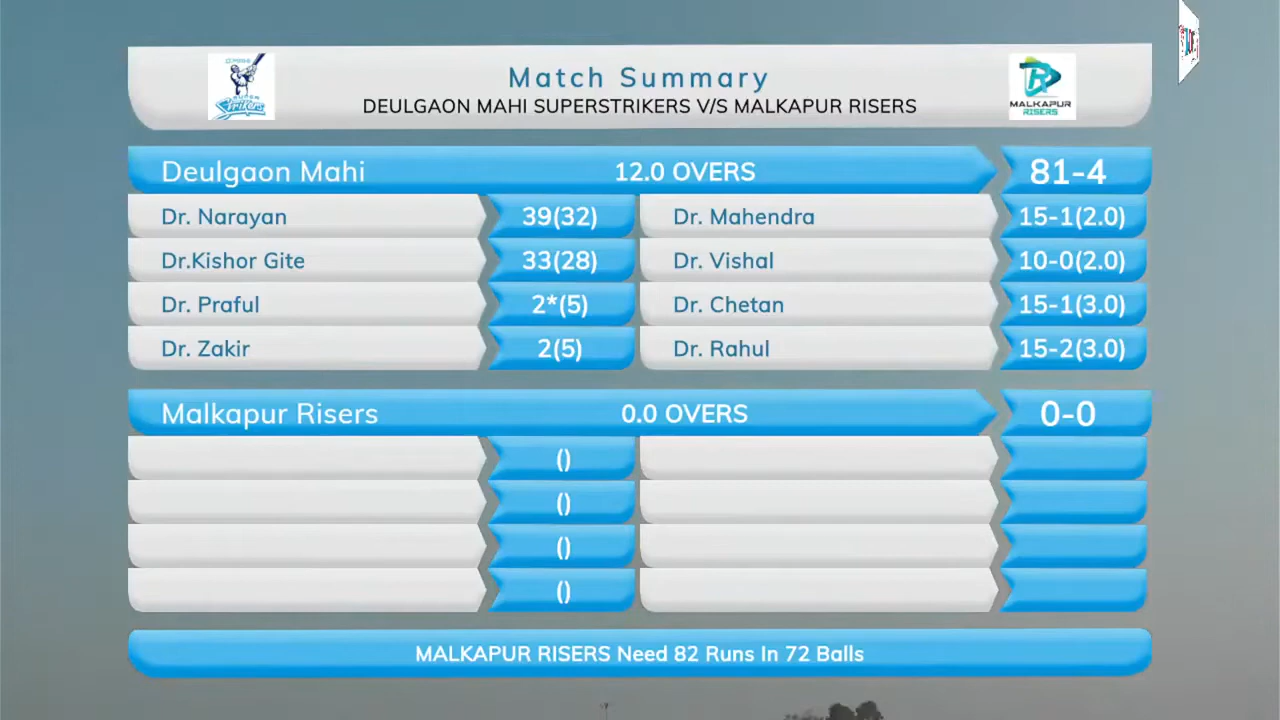 Match Summary
DEULGAON MAHI SUPERSTRIKERS V/S MALKAPUR RISERS
MALKAPUR
RISERS
Deulgaon Mahi 12.0 OVERS 81-4
Dr. Narayan 39(32) Dr. Mahendra 15-1(2.0)
Dr.Kishor Gite 33(28) Dr. Vishal 10-0(2.0)
Dr. Praful 2*(5) Dr. Chetan 15-1(3.0)
Dr. Zakir 2(5) Dr. Rahul 15-2(3.0)
Malkapur Risers 0.0 OVERS 0-0
()
()
()
()
MALKAPUR RISERS Need 82 Runs In 72 Balls